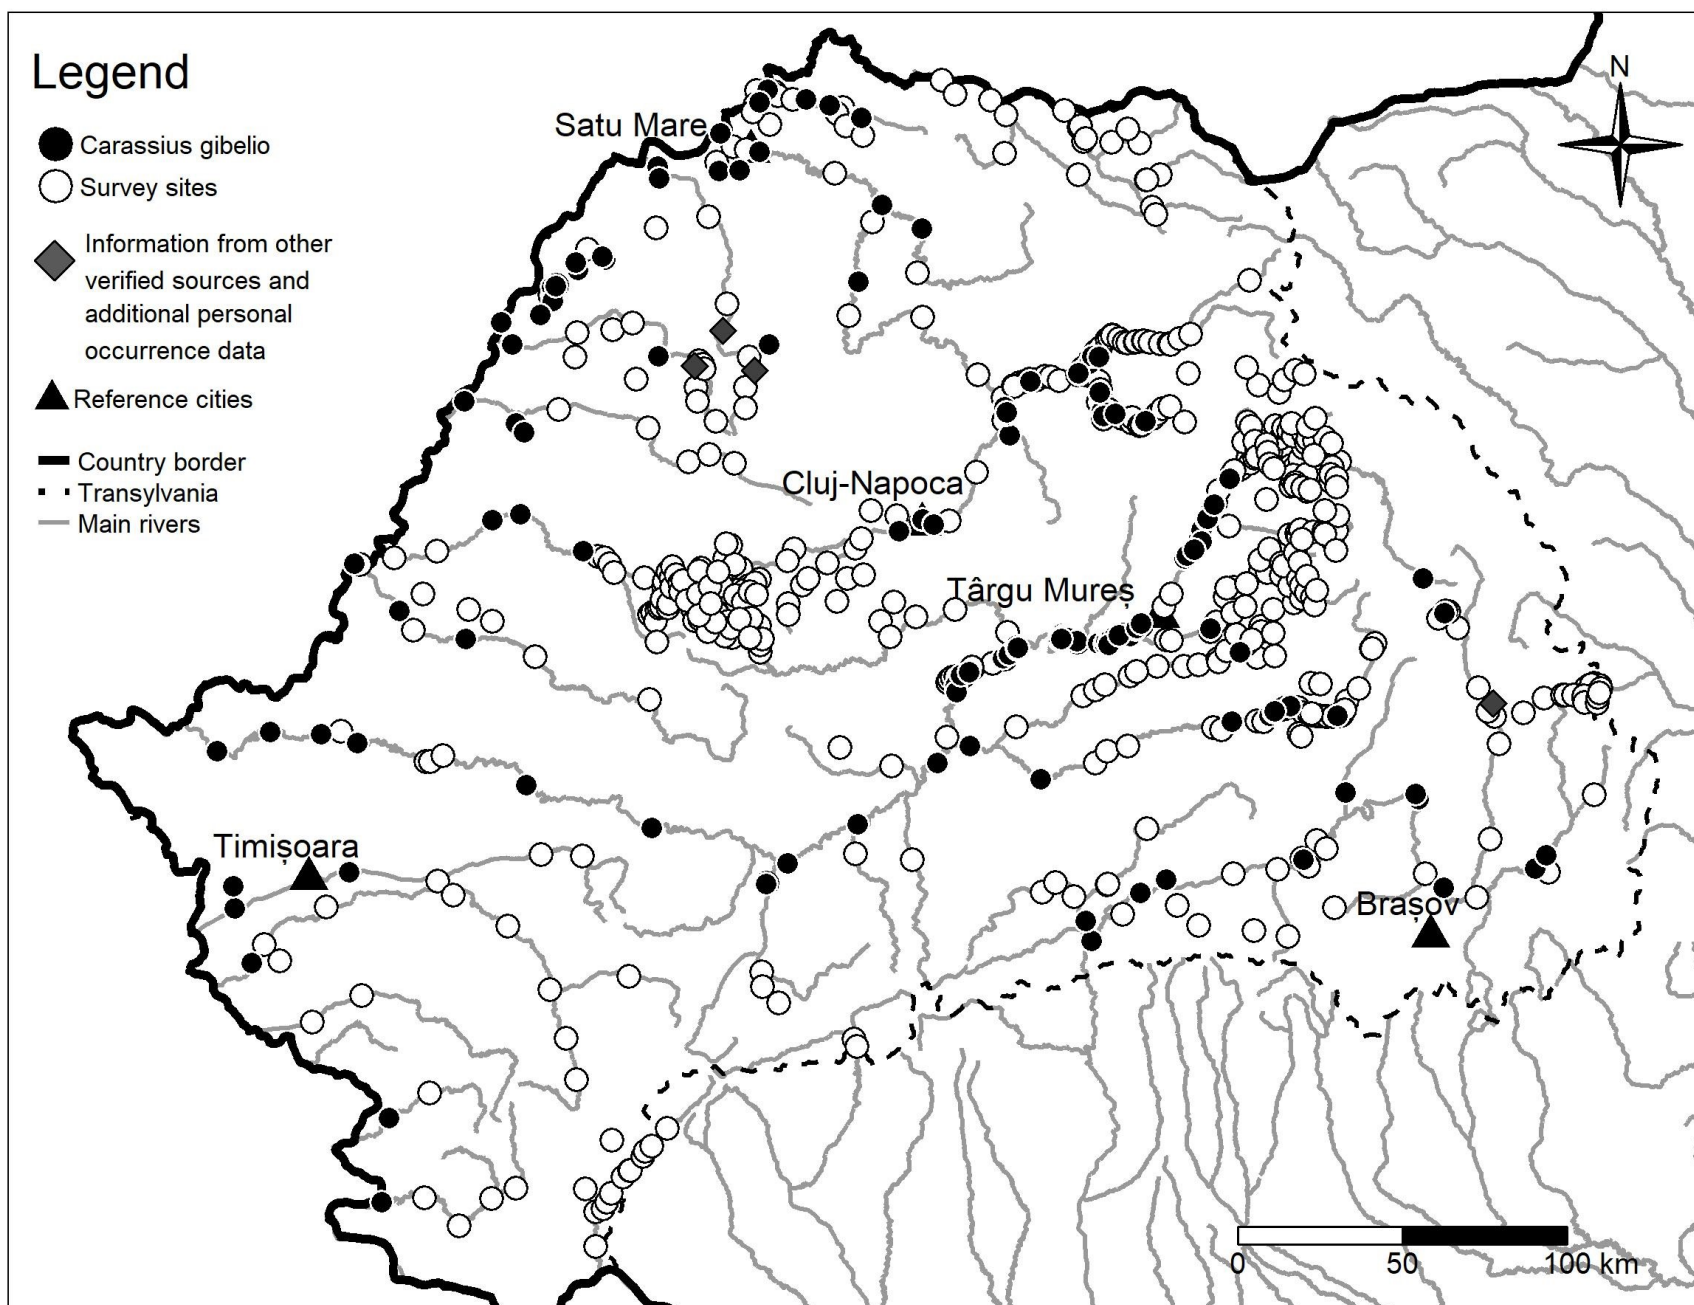 Legend
Carassius gibelio
Survey sites
Information from other
verified sources and
additional personal
occurrence data
Reference cities
Country border
Transylvania
Main rivers
N
Satu Mare
Cluj-Napoca
Târgu Mureș
Timișoara
Brașov
0 50 100 km